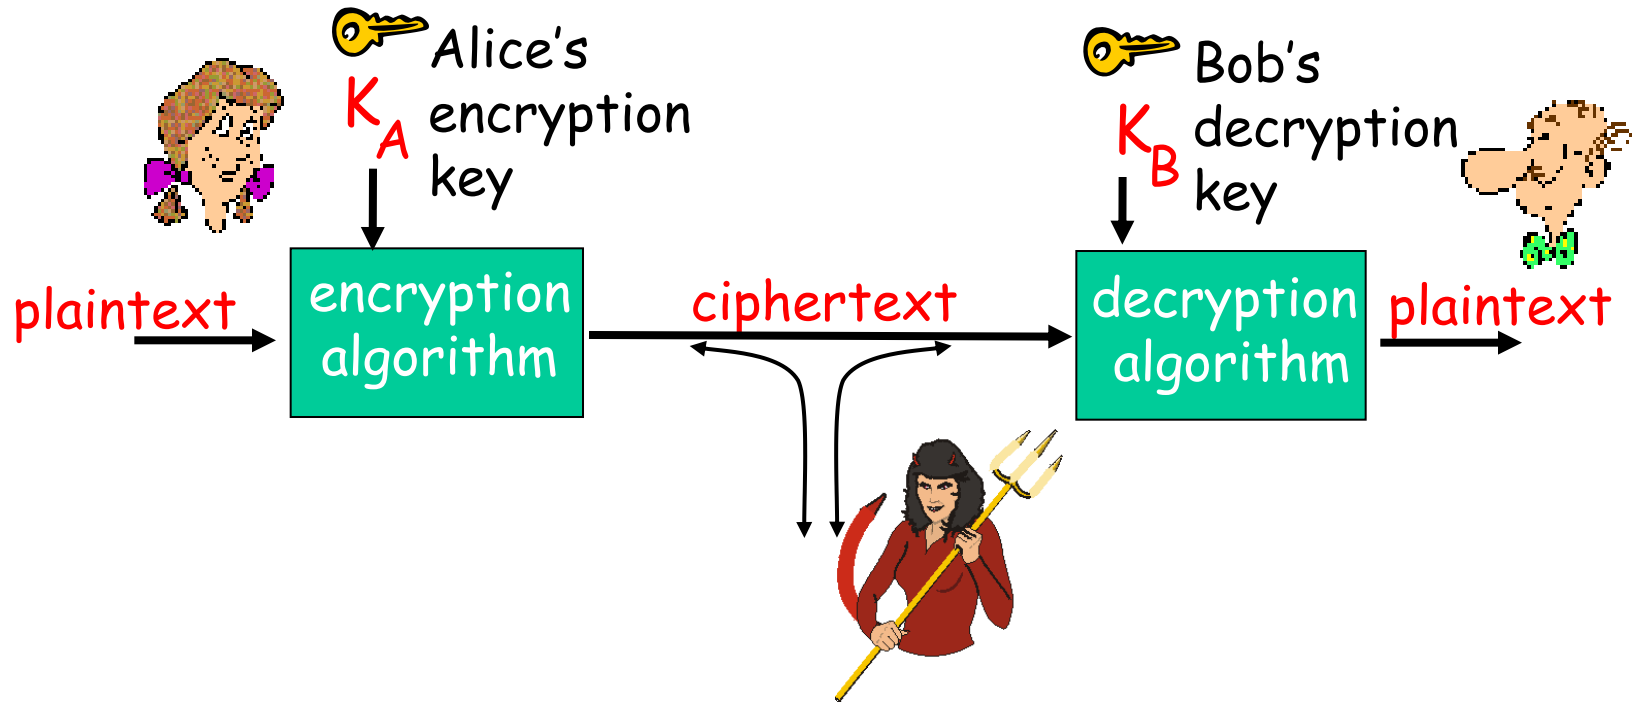 Alice's
encryption
key
K
A
Bob's
decryption
key
K
B
plaintext
encryption
algorithm
ciphertext
decryption
algorithm
plaintext